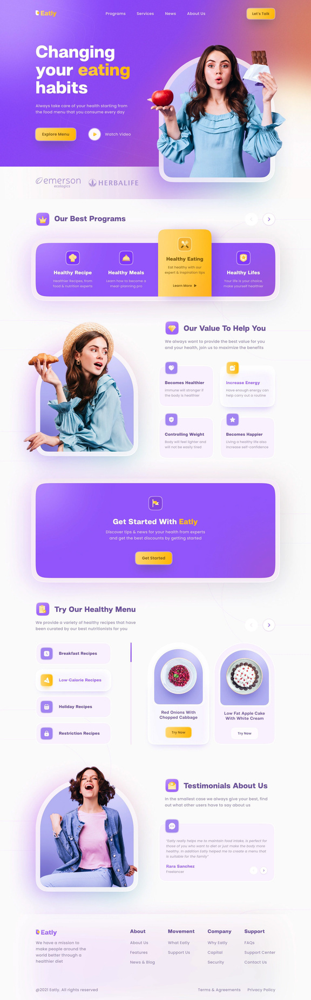 Eatly
Programs
Services
News
About Us
Let's Talk
Changing
your eating
habits
Always take care of your health starting from
the food menu that you consume every day
Explore Menu
Watch Video
emerson
ecologics
HERBALIFE
Our Best Programs
Healthy Recipe
Healthier Recipes, from
food & nutrition experts
Healthy Meals
Learn how to become a
meal-planning pro
Healthy Eating
Eat healthy with our
expert & inspiration tips
Learn More
Healthy Lifes
Your life is your choice,
make yourself healthier
Our Value To Help You
We always want to provide the best value for you
and your health, join us to maximize the benefits
Becomes Healthier
Immune will stronger if
the body is healthier
Increase Energy
Have enough energy can
help carry out a routine
Controlling Weight
Body will feel lighter and
will not be easily tired
Becomes Happier
Living a healthy life also
increase self-confidence
Get Started With Eatly
Discover tips & news for your health from experts
and get the best discounts by getting started
Get Started
Try Our Healthy Menu
We provide a variety of healthy recipes that have
been curated by our best nutritionists for you
Breakfast Recipes
Low-Calorie Recipes
Holiday Recipes
Restriction Recipes
Red Onions With
Chopped Cabbage
Try Now
Low Fat Apple Cake
With White Cream
Try Now
Testimonials About Us
In the smallest case we always give your best, find
out what other users have to say about us
"Eatly really helps me to maintain food intake, is perfect for
those of you who want to diet or just make the body more
healthy. In addition Eatly helped me to create a menu that
is suitable for the family"
Rara Sanchez
Freelancer
Eatly
We have a mission to
make people around the
world better through a
healthier diet
About
About Us
Features
News & Blog
Movement
What Eatly
Support Us
Company
Why Eatly
Capital
Security
Support
FAQs
Support Center
Contact Us
@2021 Eatly. All rights reserved
Terms & Agreements
Privacy Policy